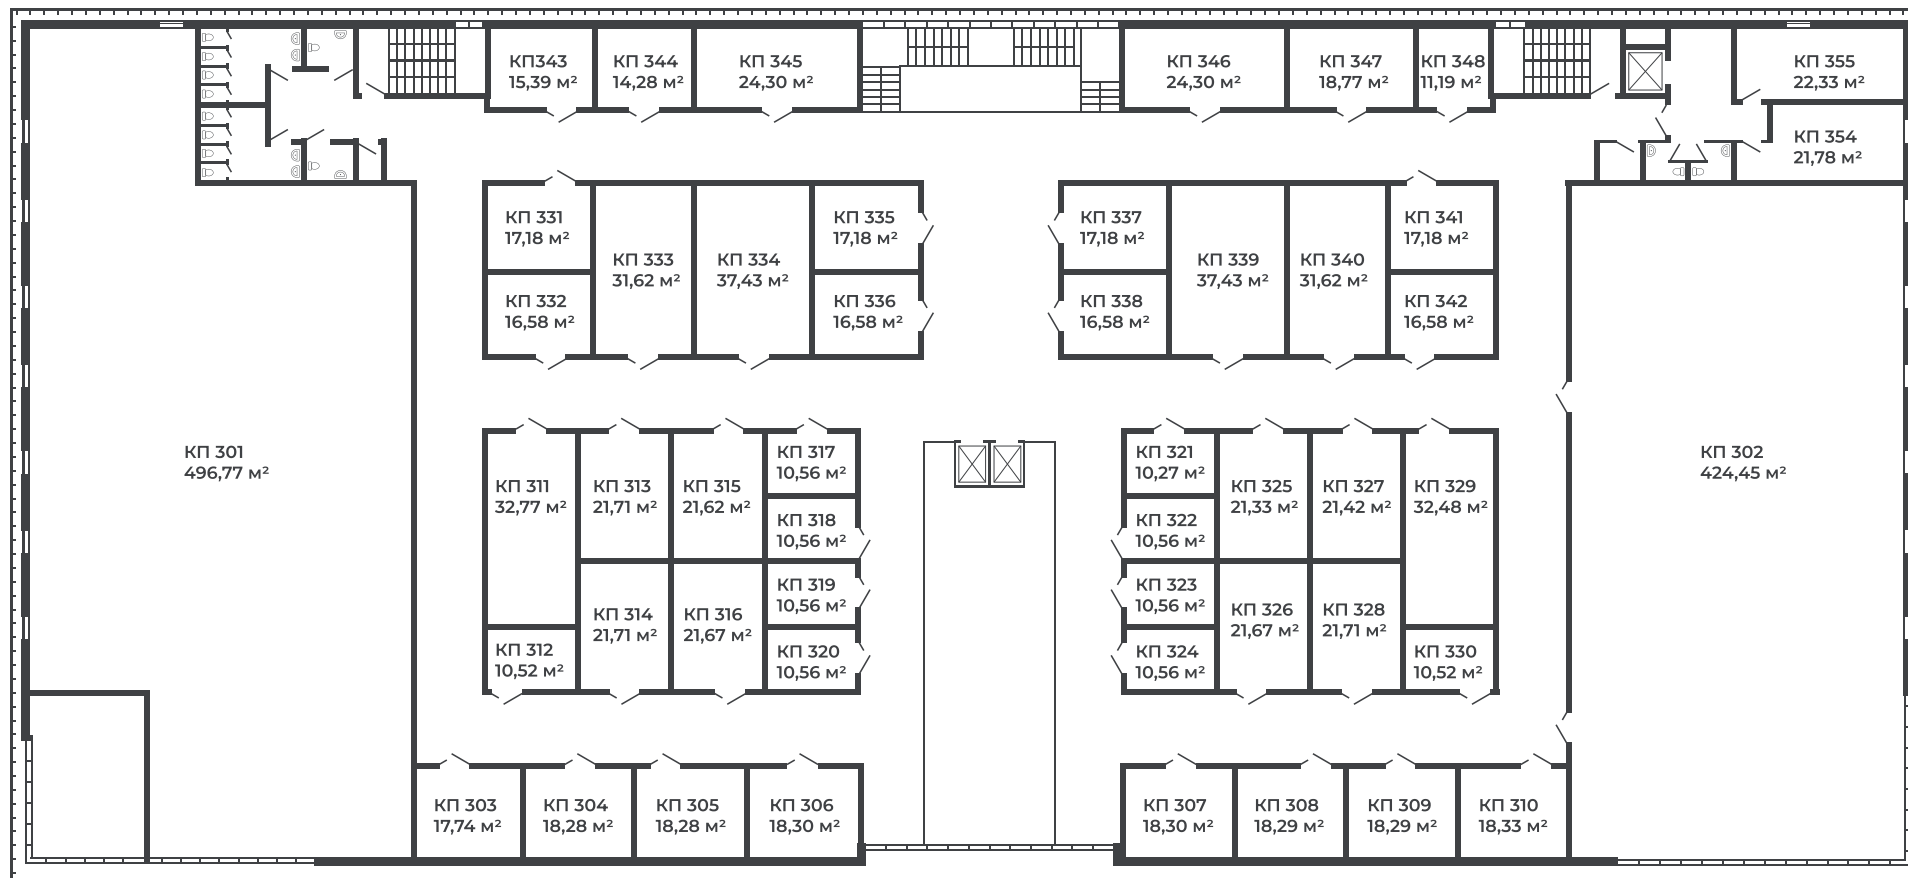 КП343
15,39 м²
КП 344
14,28 м²
КП 345
24,30 м²
КП 346
24,30 м²
КП 347
18,77 м²
КП 348
11,19 м²
КП 355
22,33 м²
КП 354
21,78 м²
КП 331
17,18 м²
КП 332
16,58 м²
КП 333
31,62 м²
КП 334
37,43 м²
КП 335
17,18 м²
КП 336
16,58 м²
КП 337
17,18 м²
КП 338
16,58 м²
КП 339
37,43 м²
КП 340
31,62 м²
КП 341
17,18 м²
КП 342
16,58 м²
КП 301
496,77 м²
КП 311
32,77 м²
КП 312
10,52 м²
КП 313
21,71 м²
КП 314
21,71 м²
КП 315
21,62 м²
КП 316
21,67 м²
КП 317
10,56 м²
КП 318
10,56 м²
КП 319
10,56 м²
КП 320
10,56 м²
КП 321
10,27 м²
КП 322
10,56 м²
КП 323
10,56 м²
КП 324
10,56 м²
КП 325
21,33 м²
КП 326
21,67 м²
КП 327
21,42 м²
КП 328
21,71 м²
КП 329
32,48 м²
КП 330
10,52 м²
КП 302
424,45 м²
КП 303
17,74 м²
КП 304
18,28 м²
КП 305
18,28 м²
КП 306
18,30 м²
КП 307
18,30 м²
КП 308
18,29 м²
КП 309
18,29 м²
КП 310
18,33 м²